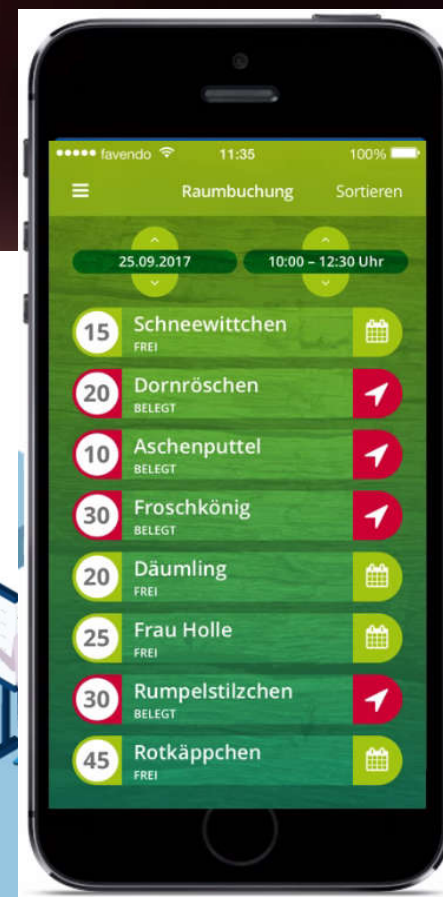 favendo 11:35 100%
Raumbuchung Sortieren
25.09.2017 10:00 – 12:30 Uhr
15 Schneewittchen
FREI
20 Dornröschen
BELEGT
10 Aschenputtel
BELEGT
30 Froschkönig
BELEGT
20 Däumling
FREI
25 Frau Holle
FREI
30 Rumpelstilzchen
BELEGT
45 Rotkäppchen
FREI